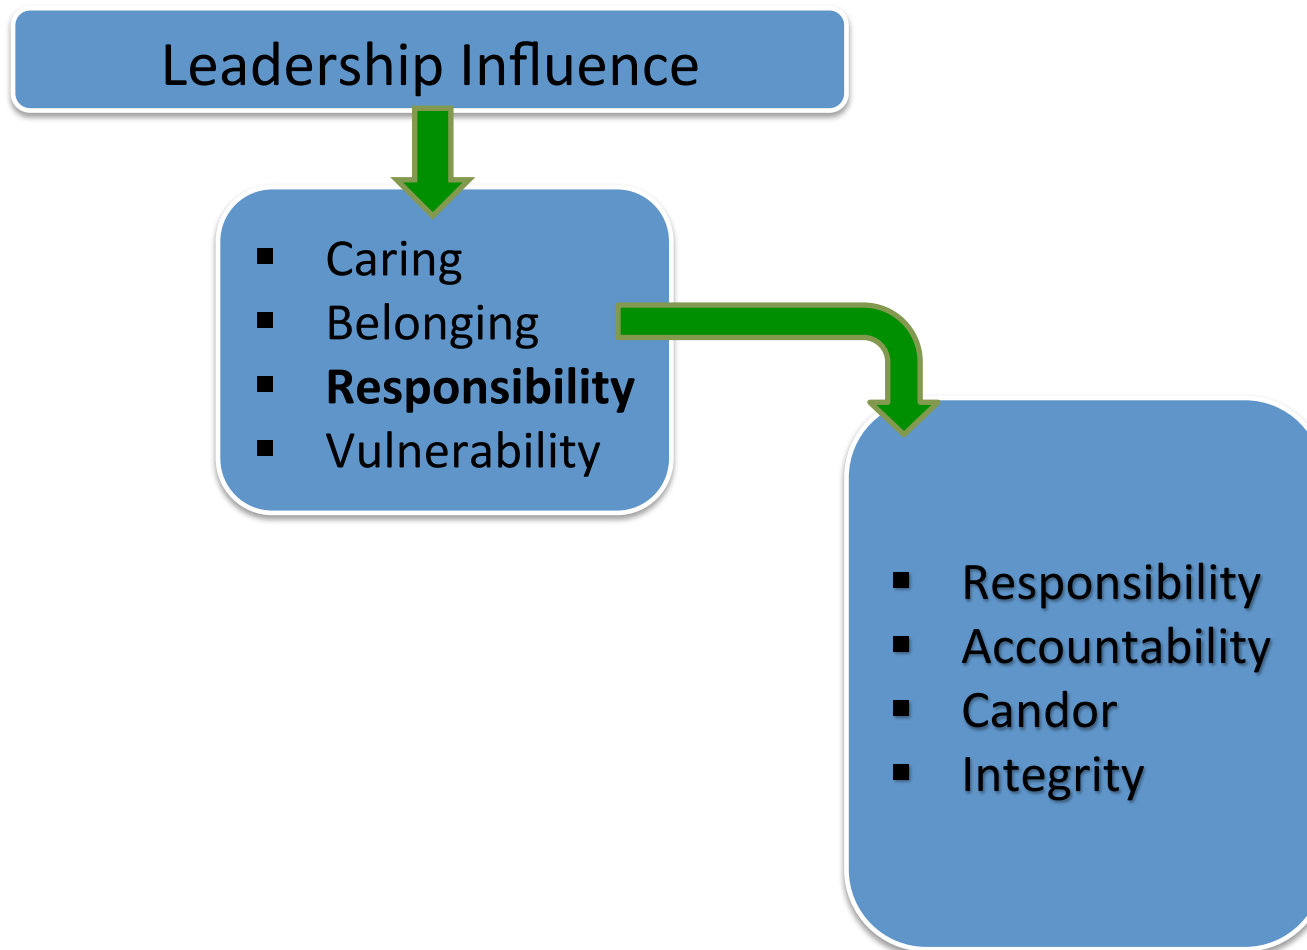 Leadership Influence
▪ Caring
▪ Belonging
▪ Responsibility
▪ Vulnerability
▪ Responsibility
▪ Accountability
▪ Candor
▪ Integrity